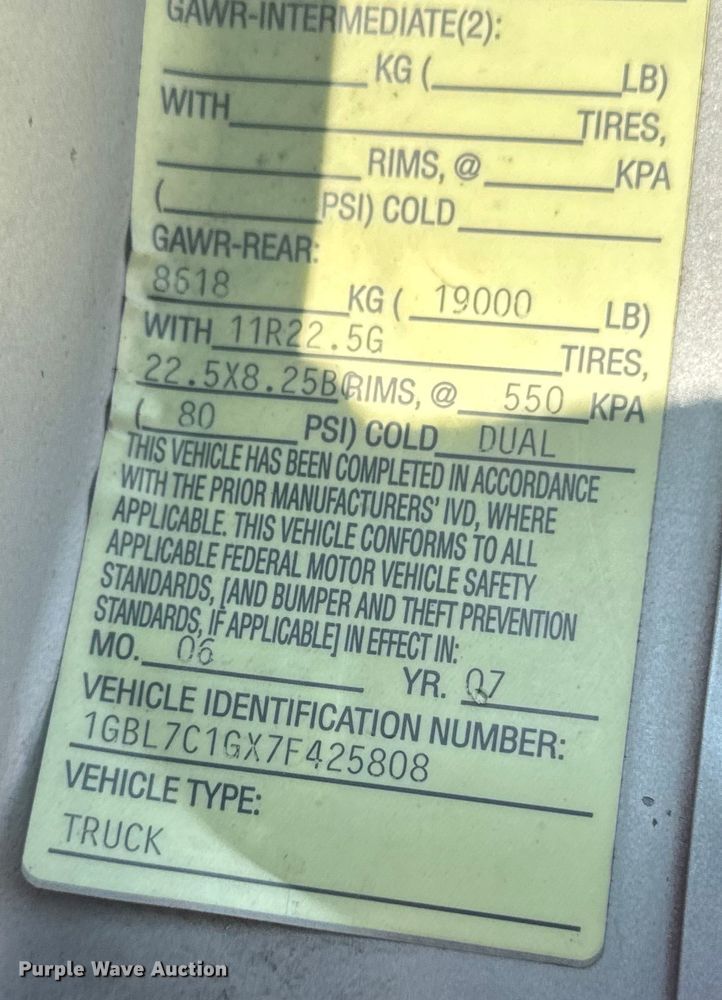 GAWR-INTERMEDIATE(2):
KG ( LB)
WITH TIRES,
RIMS, @ KPA
( PSI) COLD
GAWR-REAR:
8618 KG ( 19000 LB)
WITH 11R22.5G TIRES,
22.5X8.25B RIMS, @ 550 KPA
( 80 PSI) COLD DUAL
THIS VEHICLE HAS BEEN COMPLETED IN ACCORDANCE
WITH THE PRIOR MANUFACTURERS' IVD, WHERE
APPLICABLE. THIS VEHICLE CONFORMS TO ALL
APPLICABLE FEDERAL MOTOR VEHICLE SAFETY
STANDARDS, [AND BUMPER AND THEFT PREVENTION
STANDARDS, IF APPLICABLE] IN EFFECT IN:
MO. 06 YR. 07
VEHICLE IDENTIFICATION NUMBER:
1GBL7C1GX7F425808
VEHICLE TYPE:
TRUCK
Purple Wave Auction